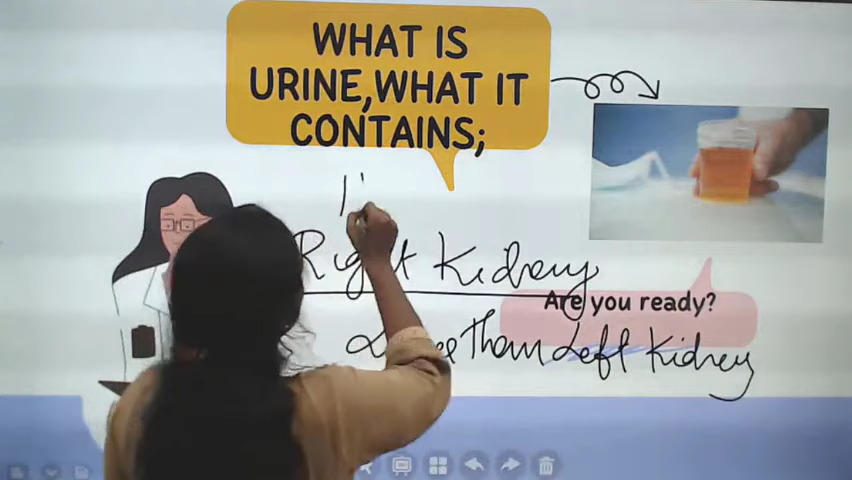 WHAT IS
URINE,WHAT IT
CONTAINS;
Right Kidney
Are you ready?
Than Left Kidney